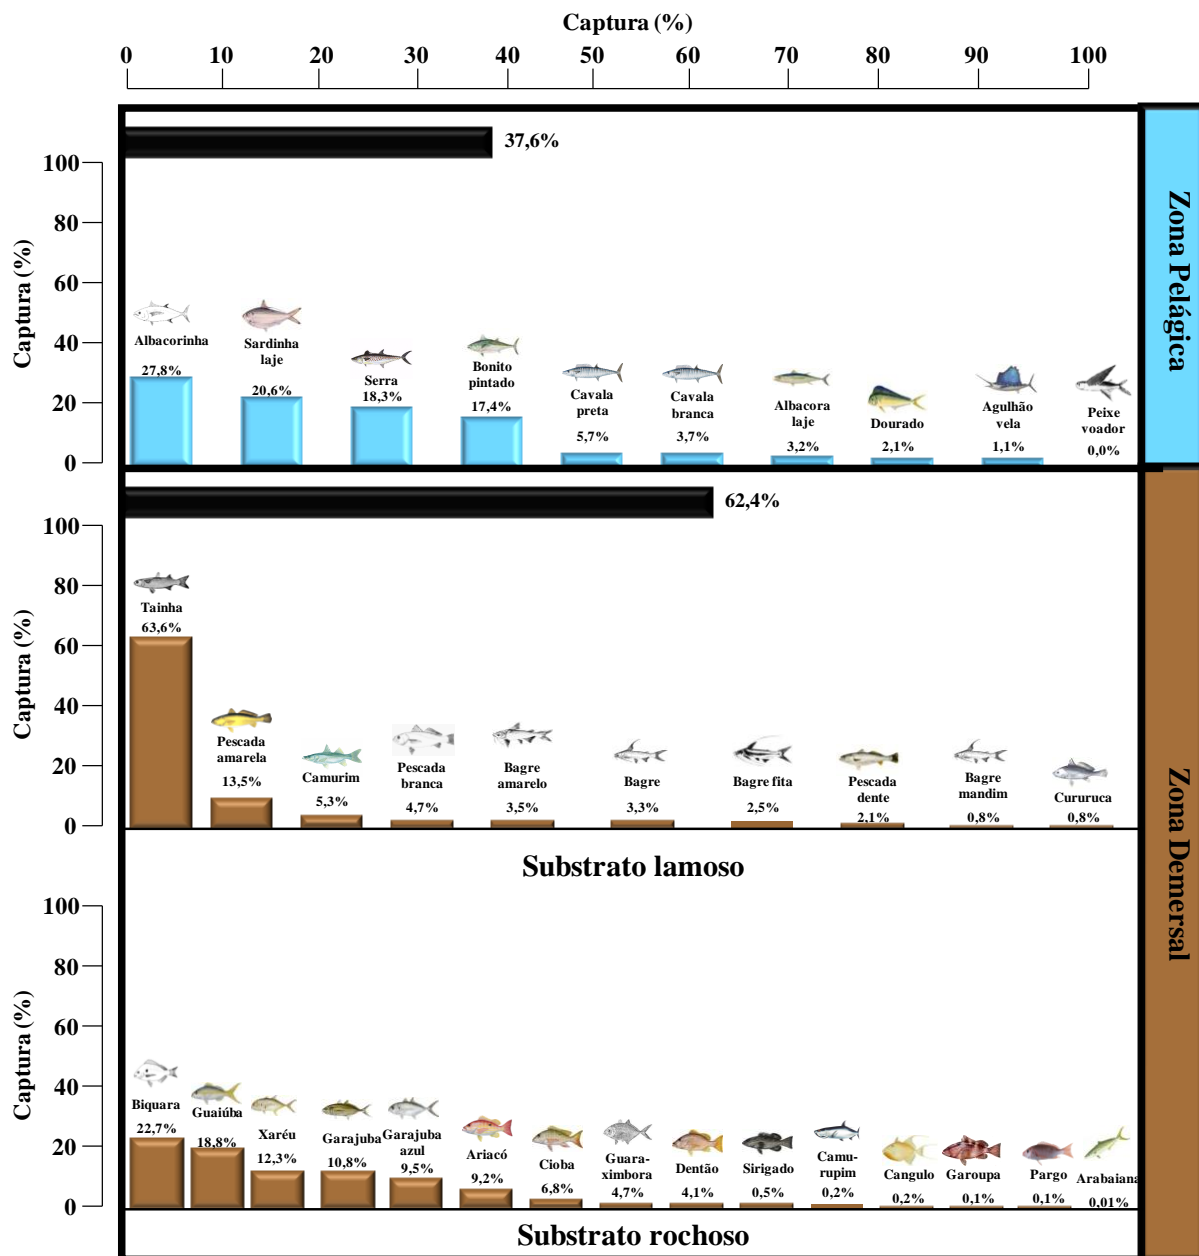 Captura (%)
0 10 20 30 40 50 60 70 80 90 100
37,6%
Captura (%)
100
80
60
40
20
0
Albacorinha
27,8%
Sardinha
laje
20,6%
Serra
18,3%
Bonito
pintado
17,4%
Cavala
preta
5,7%
Cavala
branca
3,7%
Albacora
laje
3,2%
Dourado
2,1%
Agulhão
vela
1,1%
Peixe
voador
0,0%
Zona Pelágica
62,4%
Captura (%)
100
80
60
40
20
0
Tainha
63,6%
Pescada
amarela
13,5%
Camurim
5,3%
Pescada
branca
4,7%
Bagre
amarelo
3,5%
Bagre
3,3%
Bagre fita
2,5%
Pescada
dente
2,1%
Bagre
mandim
0,8%
Cururuca
0,8%
Substrato lamoso
Zona Demersal
Captura (%)
100
80
60
40
20
0
Biquara
22,7%
Guaiúba
18,8%
Xaréu
12,3%
Garajuba
10,8%
Garajuba
azul
9,5%
Ariacó
9,2%
Cioba
6,8%
Guara-
ximbora
4,7%
Dentão
4,1%
Sirigado
0,5%
Camu-
rupim
0,2%
Cangulo
0,2%
Garoupa
0,1%
Pargo
0,1%
Arabaiana
0,01%
Substrato rochoso